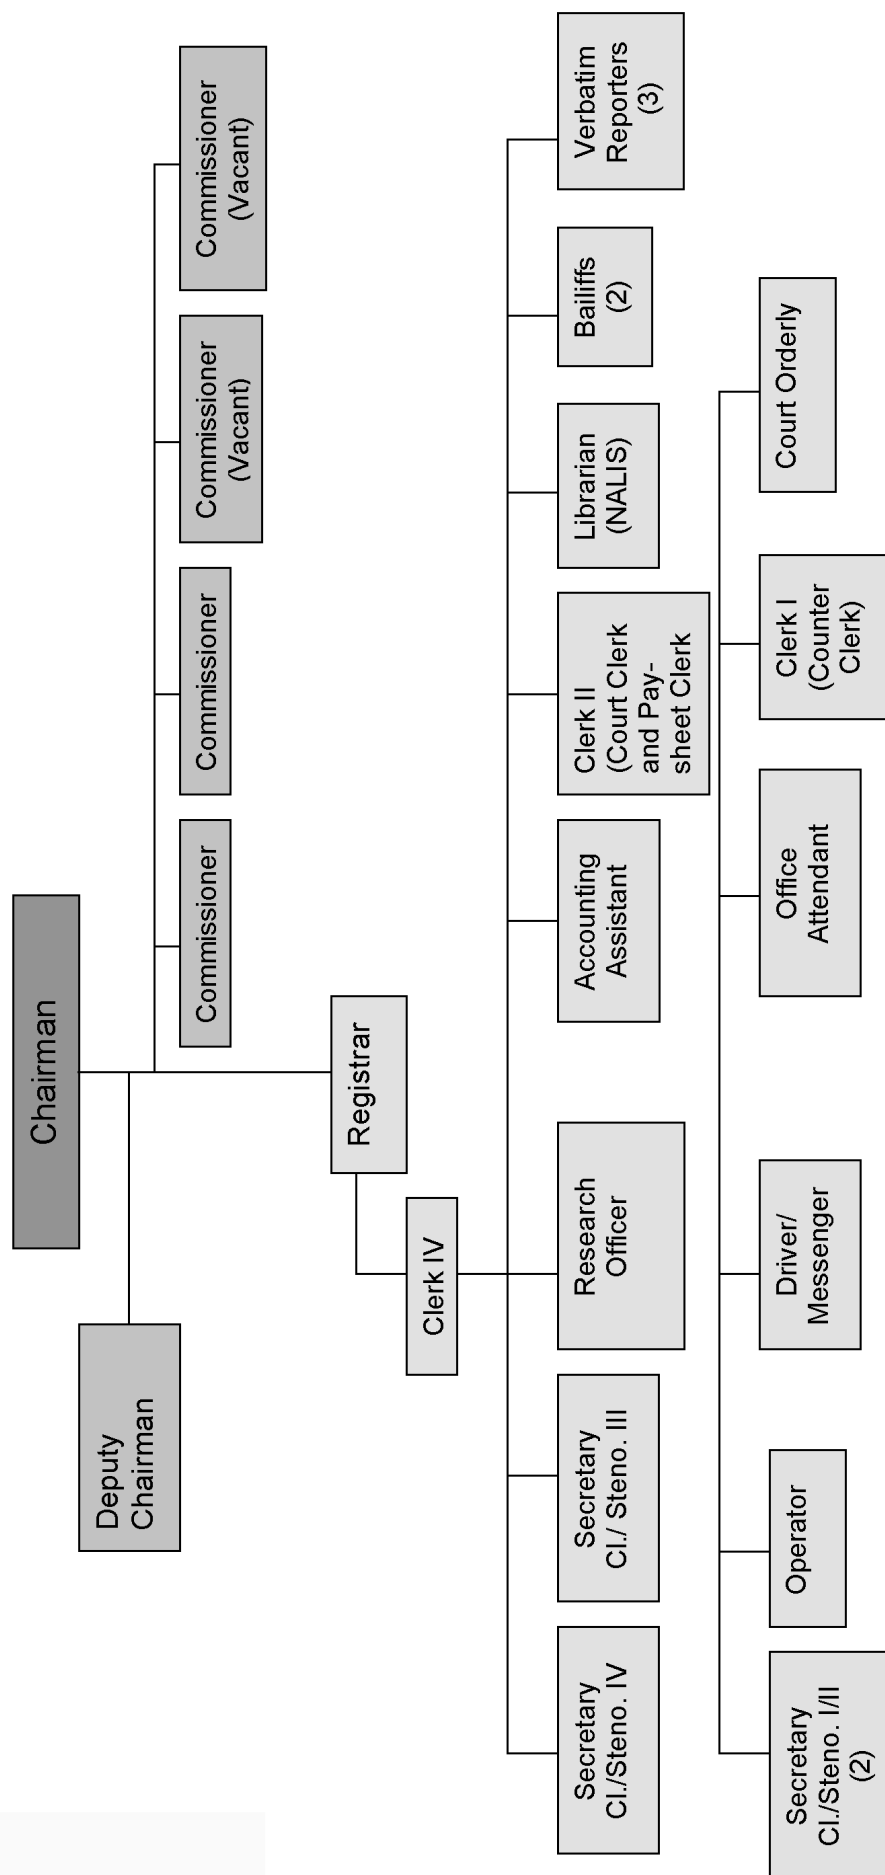 Chairman
Deputy
Chairman
Commissioner
Commissioner
Commissioner
(Vacant)
Commissioner
(Vacant)
Registrar
Clerk IV
Secretary
Cl./Steno. IV
Secretary
Cl./ Steno. III
Research
Officer
Accounting
Assistant
Clerk II
(Court Clerk
and Pay-
sheet Clerk
Librarian
(NALIS)
Bailiffs
(2)
Verbatim
Reporters
(3)
Secretary
Cl./Steno. I/II
(2)
Operator
Driver/
Messenger
Office
Attendant
Clerk I
(Counter
Clerk)
Court Orderly